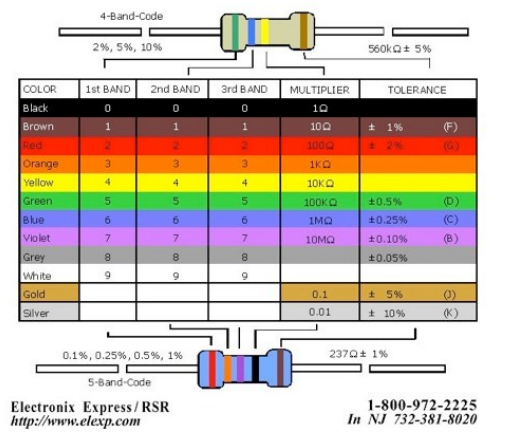 4-Band-Code
2%, 5%, 10%
560kΩ ± 5%
COLOR 1st BAND 2nd BAND 3rd BAND MULTIPLIER TOLERANCE
Black 0 0 0 1Ω
Brown 1 1 1 10Ω ± 1% (F)
Red 2 2 2 100Ω ± 2% (G)
Orange 3 3 3 1KΩ
Yellow 4 4 4 10KΩ
Green 5 5 5 100KΩ ±0.5% (D)
Blue 6 6 6 1MΩ ±0.25% (C)
Violet 7 7 7 10MΩ ±0.10% (B)
Grey 8 8 8 ±0.05%
White 9 9 9
Gold 0.1 ± 5% (J)
Silver 0.01 ± 10% (K)
0.1%, 0.25%, 0.5%, 1%
237Ω ± 1%
5-Band-Code
Electronix Express / RSR
http://www.elexp.com
1-800-972-2225
In NJ 732-381-8020